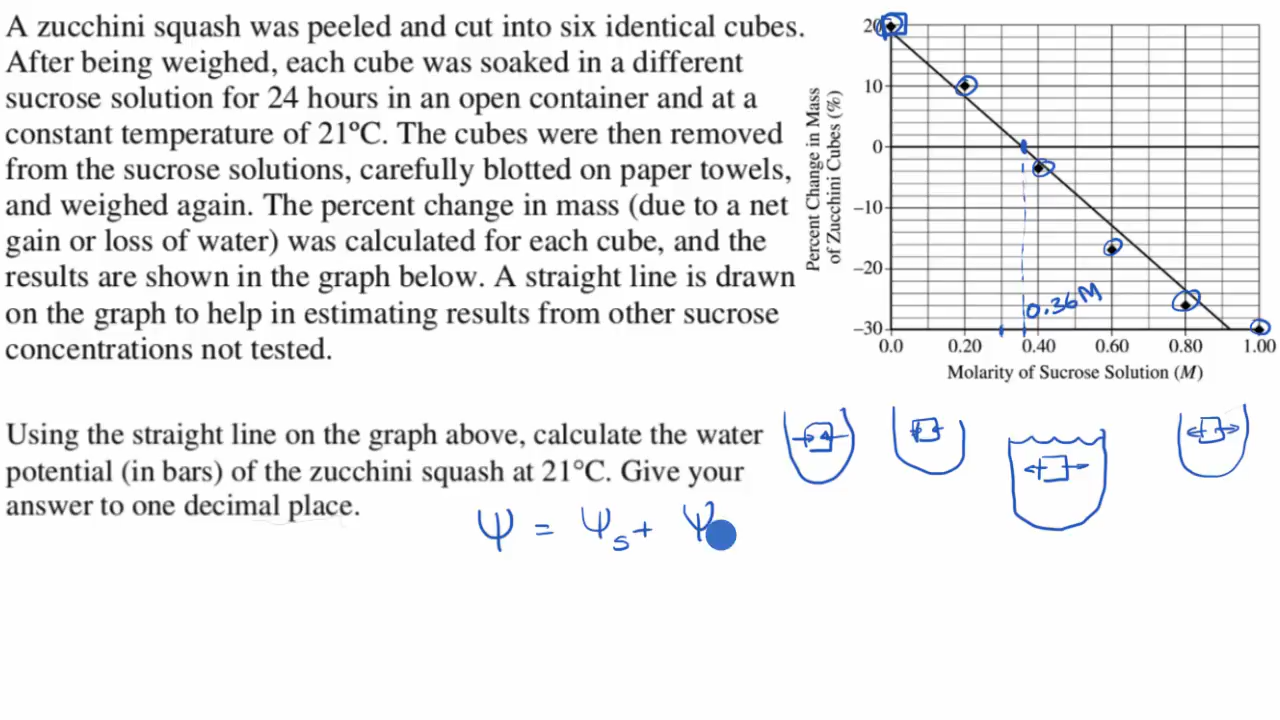 A zucchini squash was peeled and cut into six identical cubes.
After being weighed, each cube was soaked in a different
sucrose solution for 24 hours in an open container and at a
constant temperature of 21ºC. The cubes were then removed
from the sucrose solutions, carefully blotted on paper towels,
and weighed again. The percent change in mass (due to a net
gain or loss of water) was calculated for each cube, and the
results are shown in the graph below. A straight line is drawn
on the graph to help in estimating results from other sucrose
concentrations not tested.
Percent Change in Mass
of Zucchini Cubes (%)
20
10
0
−10
−20
−30
0.36M
0.0 0.20 0.40 0.60 0.80 1.00
Molarity of Sucrose Solution (M)
Using the straight line on the graph above, calculate the water
potential (in bars) of the zucchini squash at 21°C. Give your
answer to one decimal place.
Ψ = Ψs + Ψ